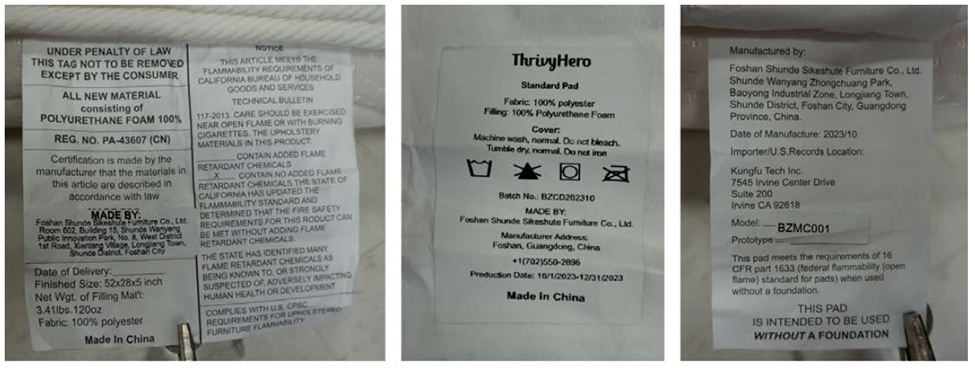 UNDER PENALTY OF LAW
THIS TAG NOT TO BE REMOVED
EXCEPT BY THE CONSUMER
ALL NEW MATERIAL
consisting of
POLYURETHANE FOAM 100%
REG. NO. PA-43607 (CN)
Certification is made by the
manufacturer that the materials in
this article are described in
accordance with law
MADE BY:
Foshan Shunde Sikeshute Furniture Co., Ltd.
Room 602, Building 15, Shunde Wanyang
Public Innovation Park, No. 8, West District
1st Road, Xiantang Village, Longjiang Town,
Shunde District, Foshan City
Date of Delivery:
Finished Size: 52x28x5 inch
Net Wgt. of Filling Mat'l:
3.41lbs.120oz
Fabric: 100% polyester
Made In China
NOTICE
THIS ARTICLE MEETS THE
FLAMMABILITY REQUIREMENTS OF
CALIFORNIA BUREAU OF HOUSEHOLD
GOODS AND SERVICES
TECHNICAL BULLETIN
117-2013. CARE SHOULD BE EXERCISED
NEAR OPEN FLAME OR WITH BURNING
CIGARETTES. THE UPHOLSTERY
MATERIALS IN THIS PRODUCT:
CONTAIN ADDED FLAME
RETARDANT CHEMICALS
X CONTAIN NO ADDED FLAME
RETARDANT CHEMICALS THE STATE OF
CALIFORNIA HAS UPDATED THE
FLAMMABILITY STANDARD AND
DETERMINED THAT THE FIRE SAFETY
REQUIREMENTS FOR THIS PRODUCT CAN
BE MET WITHOUT ADDING FLAME
RETARDANT CHEMICALS.
THE STATE HAS IDENTIFIED MANY
FLAME RETARDANT CHEMICALS AS
BEING KNOWN TO, OR STRONGLY
SUSPECTED OF, ADVERSELY IMPACTING
HUMAN HEALTH OR DEVELOPMENT
COMPLIES WITH U.S. CPSC
REQUIREMENTS FOR UPHOLSTERED
FURNITURE FLAMMABILITY
ThrivyHero
Standard Pad
Fabric: 100% polyester
Filling: 100% Polyurethane Foam
Cover:
Machine wash, normal. Do not bleach.
Tumble dry, normal. Do not iron
Batch No.: BZCD202310
MADE BY:
Foshan Shunde Sikeshute Furniture Co., Ltd.
Manufacturer Address:
Foshan, Guangdong, China
+1(702)550-2896
Production Date: 10/1/2023-12/31/2023
Made in China
Manufactured by:
Foshan Shunde Sikeshute Furniture Co., Ltd.
Shunde Wanyang Zhongchuang Park,
Baoyong Industrial Zone, Longjiang Town,
Shunde District, Foshan City, Guangdong
Province, China.
Date of Manufacture: 2023/10
Importer/U.S.Records Location:
Kungfu Tech Inc.
7545 Irvine Center Drive
Suite 200
Irvine CA 92618
Model: BZMC001
Prototype
This pad meets the requirements of 16
CFR part 1633 (federal flammability (open
flame) standard for pads) when used
without a foundation.
THIS PAD
IS INTENDED TO BE USED
WITHOUT A FOUNDATION